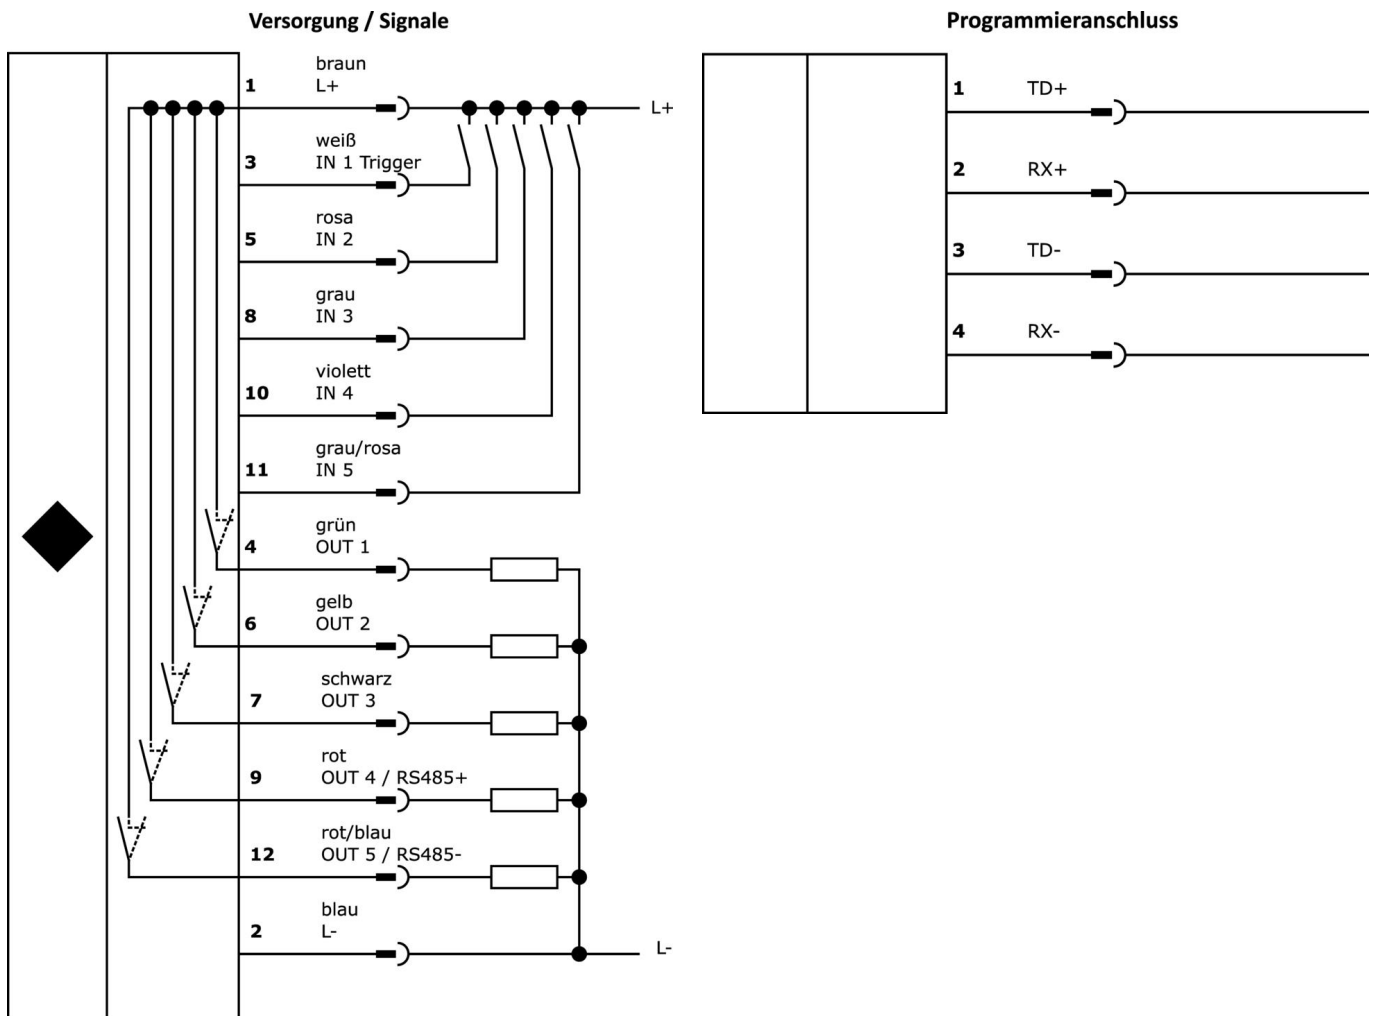 Versorgung / Signale
braun
1 L+
L+
weiß
3 IN 1 Trigger
rosa
5 IN 2
grau
8 IN 3
violett
10 IN 4
grau/rosa
11 IN 5
grün
4 OUT 1
gelb
6 OUT 2
schwarz
7 OUT 3
rot
9 OUT 4 / RS485+
rot/blau
12 OUT 5 / RS485-
blau
2 L-
L-
Programmieranschluss
1 TD+
2 RX+
3 TD-
4 RX-